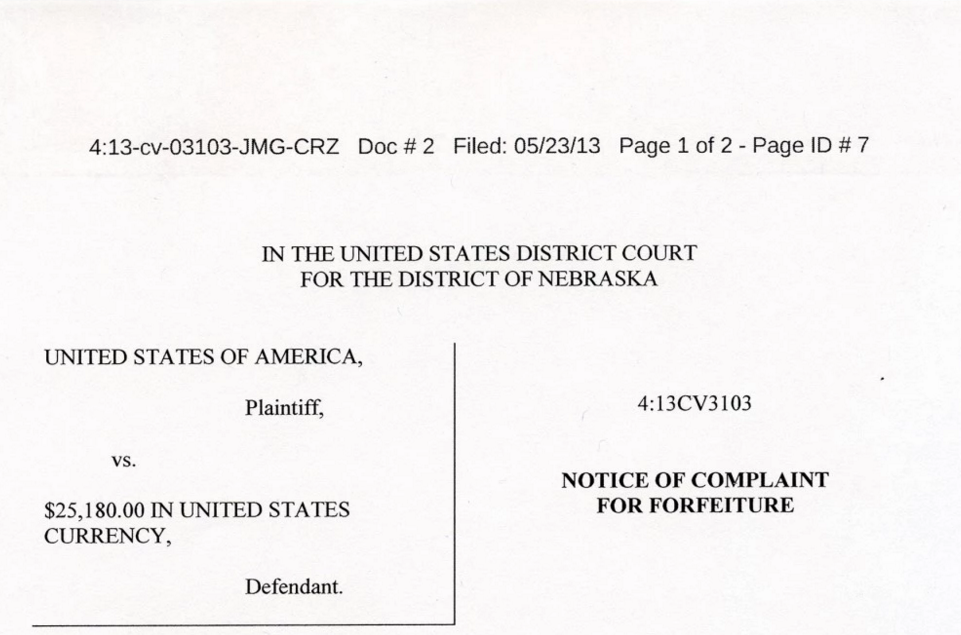 4:13-cv-03103-JMG-CRZ Doc # 2 Filed: 05/23/13 Page 1 of 2 - Page ID # 7
IN THE UNITED STATES DISTRICT COURT
FOR THE DISTRICT OF NEBRASKA
UNITED STATES OF AMERICA,
Plaintiff,
vs.
$25,180.00 IN UNITED STATES
CURRENCY,
Defendant.
4:13CV3103
NOTICE OF COMPLAINT
FOR FORFEITURE